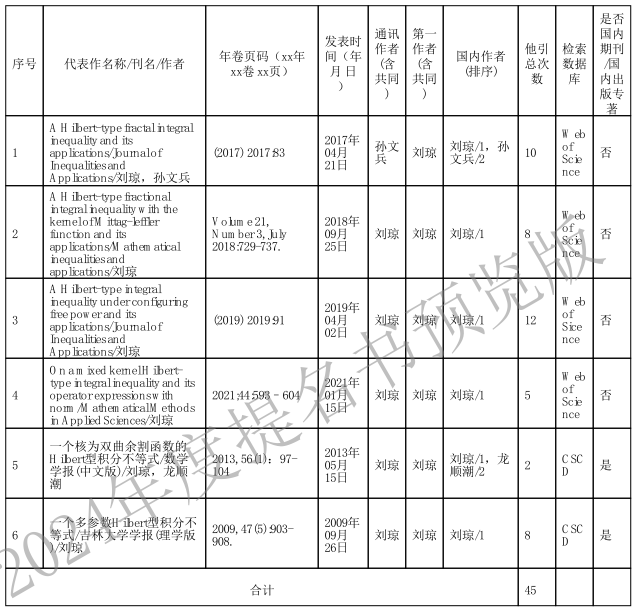 序号 代表作名称/刊名/作者 年卷页码（xx年xx卷 xx页） 发表时间（年月 日） 通讯作者(含共同) 第一作者(含共同) 国内作者(排序) 他引总次数 检索数据库 是否国内期刊/国内出版专著
1 A Hilbert-type fractal integral inequality and its applications/Journal of Inequalities and Applications/刘琼，孙文兵 (2017) 2017:83 2017年04月21日 孙文兵 刘琼 刘琼/1，孙文兵/2 10 Web of Science 否
2 A Hilbert-type fractional integral inequality with the kernel of Mittag-leffler function and its applications/Mathematical inequalities and applications/刘琼 Volume 21, Number 3, July 2018:729-737. 2018年09月25日 刘琼 刘琼 刘琼/1 8 Web of Science 否
3 A Hilbert-type integral inequality under configuring free power and its applications/Journal of Inequalities and Applications/刘琼 (2019) 2019:91 2019年04月02日 刘琼 刘琼 刘琼/1 12 Web of Sicence 否
4 On a mixed kernel Hilbert-type integral inequality and its operator expressions with norm/Mathematical Methods in Applied Sciences/刘琼 2021;44:593–604 2021年01月15日 刘琼 刘琼 刘琼/1 5 Web of Science 否
5 一个核为双曲余割函数的Hilbert型积分不等式/数学学报(中文版)/刘琼，龙顺潮 2013, 56(1)：97-104 2013年05月15日 刘琼 刘琼 刘琼/1，龙顺潮/2 2 CSCD 是
6 一个多参数Hilbert型积分不等式/吉林大学学报(理学版)/刘琼 2009, 47(5):903-908. 2009年09月26日 刘琼 刘琼 刘琼/1 8 CSCD 是
合计 45
2024年度提名书预览版